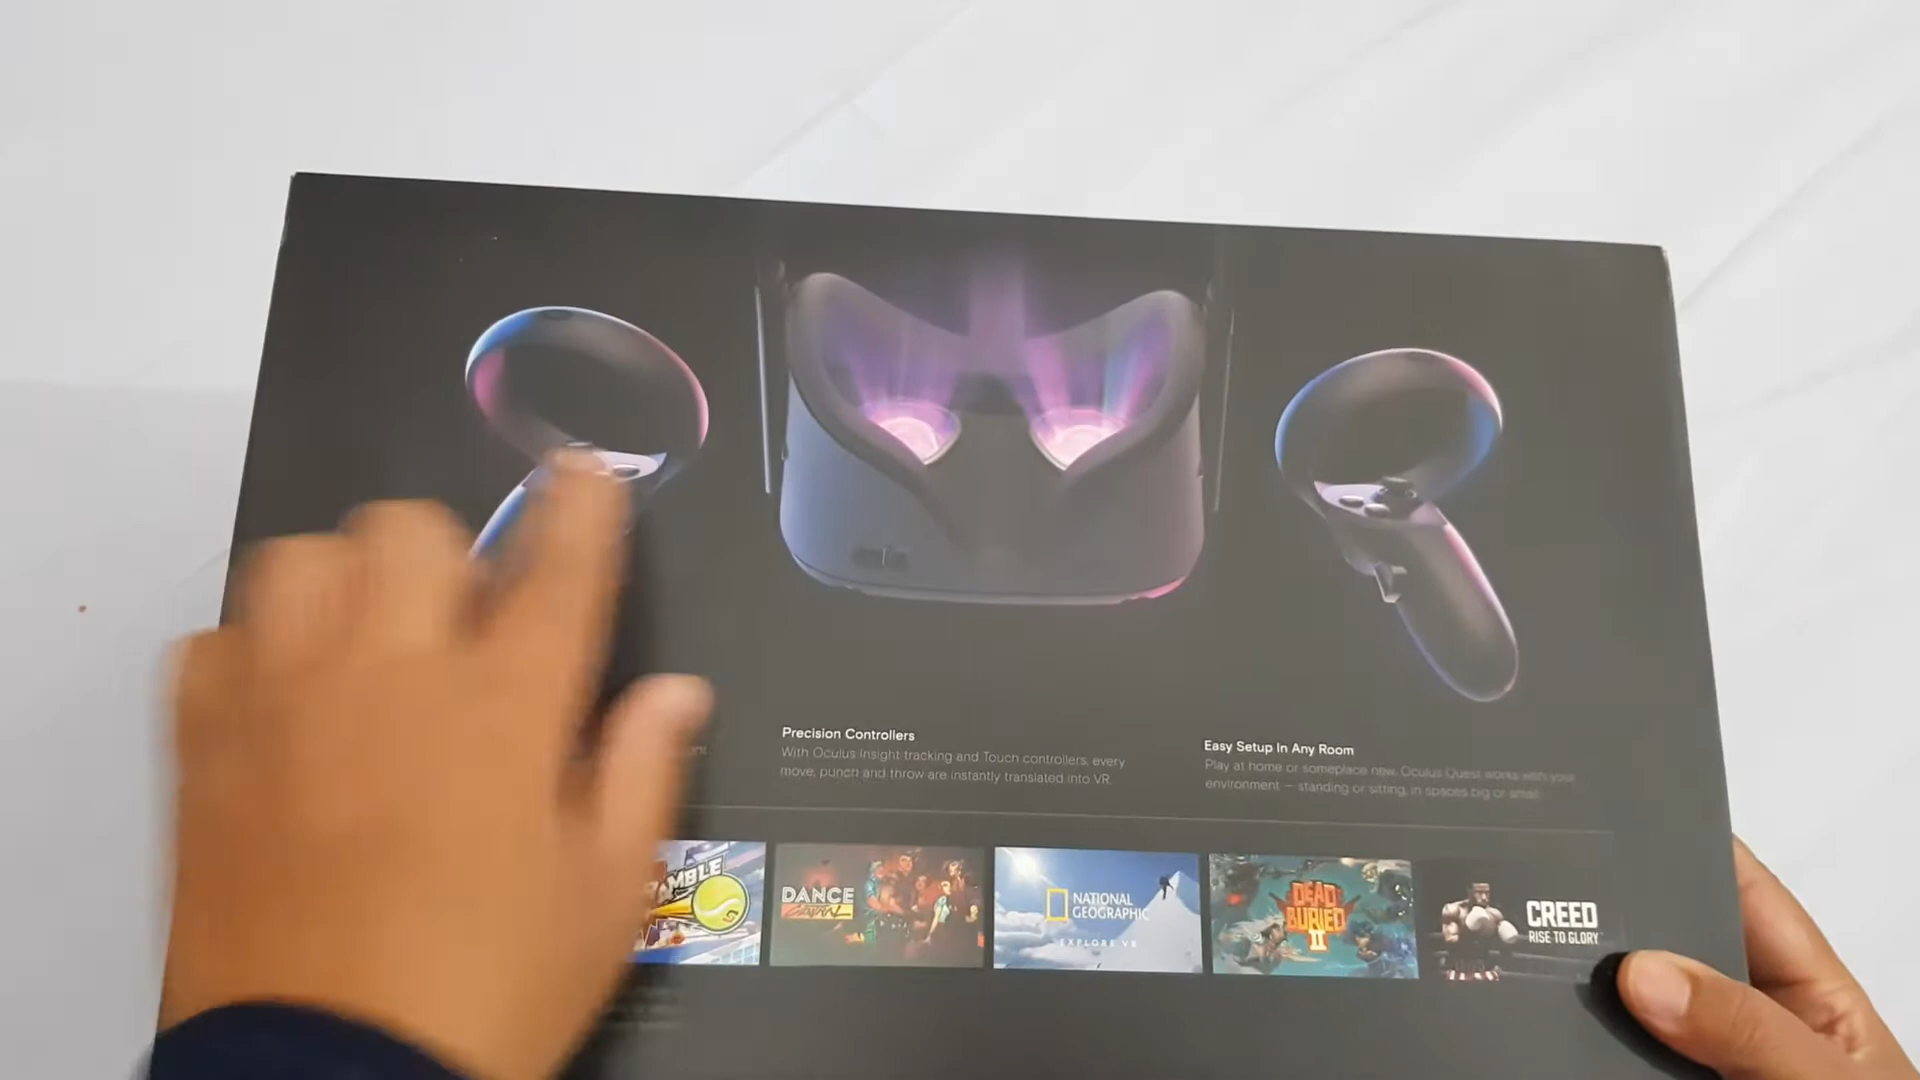 Precision Controllers
With Oculus Insight tracking and Touch controllers, every
move, punch and throw are instantly translated into VR.
Easy Setup In Any Room
Play at home or someplace new. Oculus Quest works with your
environment — standing or sitting, in spaces big or small.
DANCE
CENTRAL
NATIONAL
GEOGRAPHIC
EXPLORE VR
DEAD
BURIED
II
CREED
RISE TO GLORY